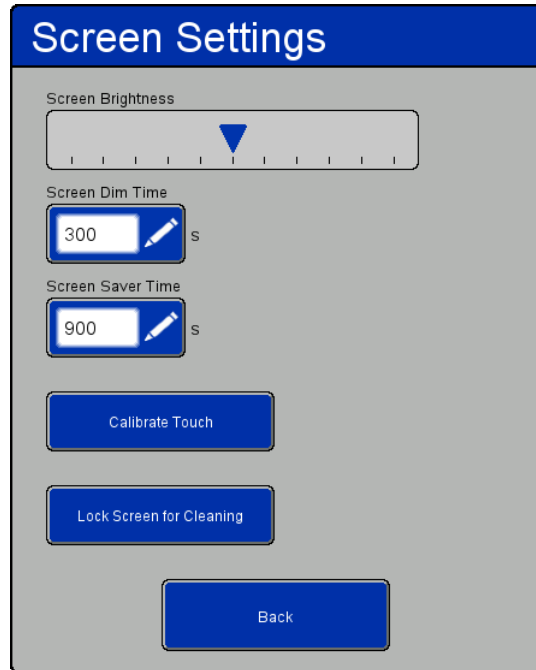 Screen Settings
Screen Brightness
Screen Dim Time
300 s
Screen Saver Time
900 s
Calibrate Touch
Lock Screen for Cleaning
Back